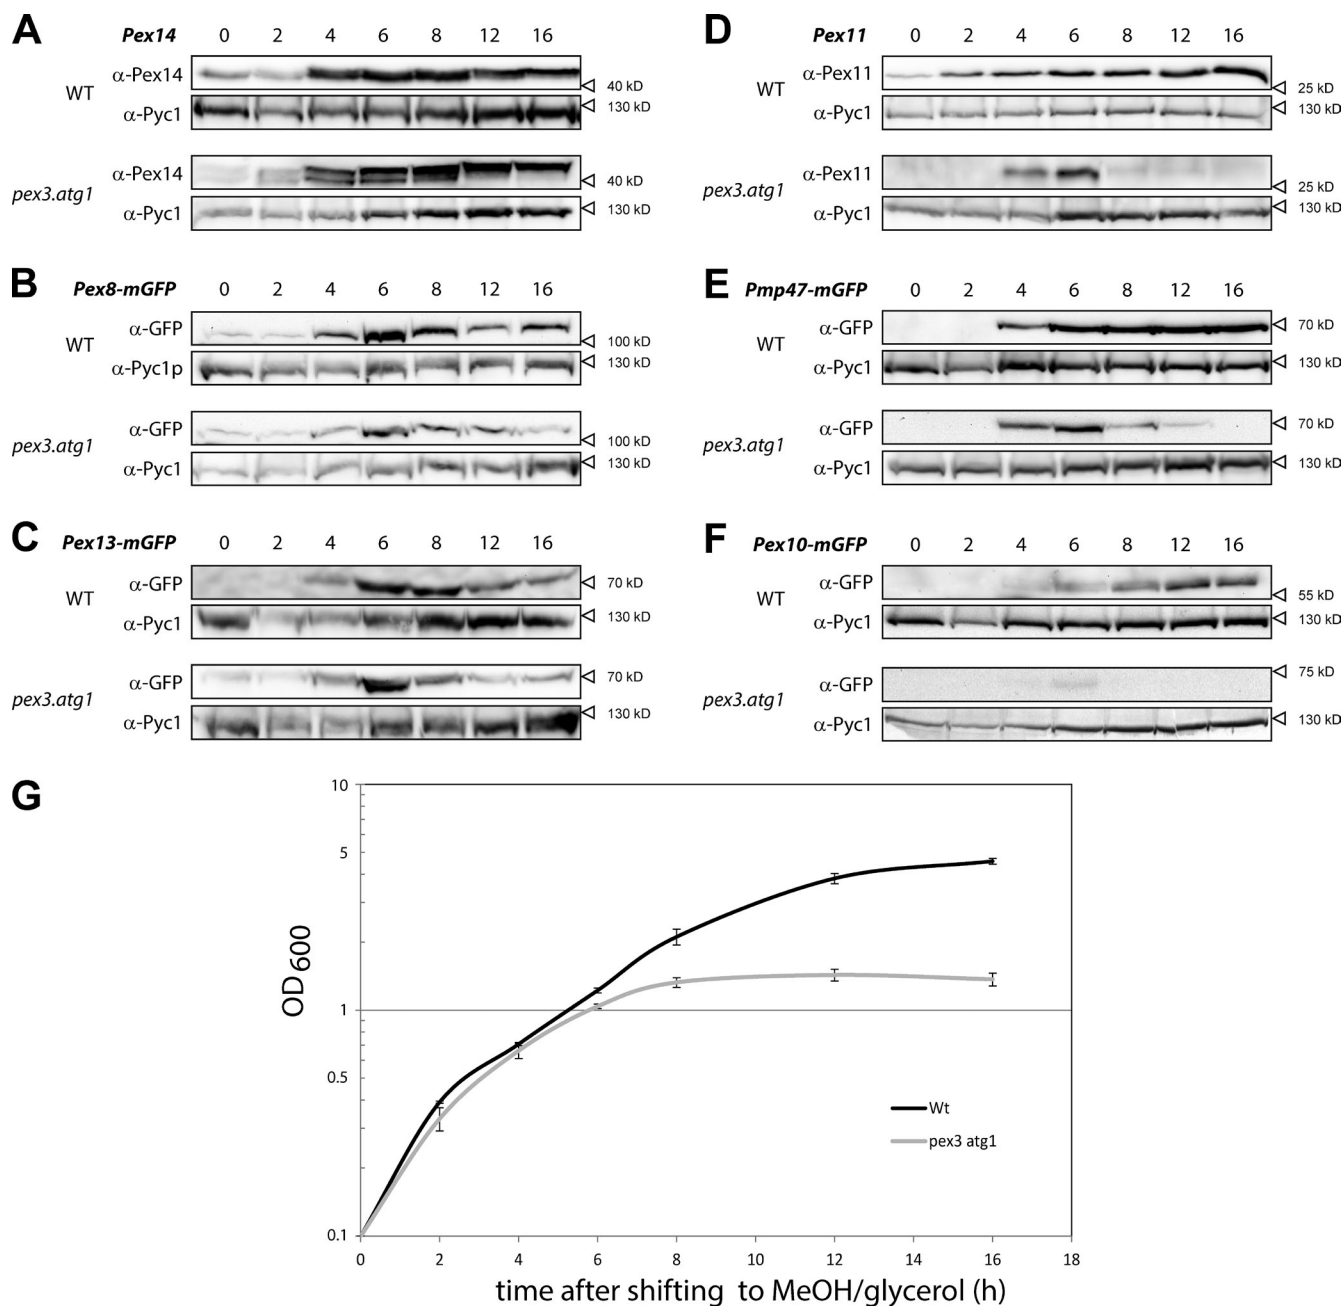 A Pex14 0 2 4 6 8 12 16
WT α-Pex14 40 kD
α-Pyc1 130 kD
pex3.atg1 α-Pex14 40 kD
α-Pyc1 130 kD
B Pex8-mGFP 0 2 4 6 8 12 16
WT α-GFP 100 kD
α-Pyc1p 130 kD
pex3.atg1 α-GFP 100 kD
α-Pyc1 130 kD
C Pex13-mGFP 0 2 4 6 8 12 16
WT α-GFP 70 kD
α-Pyc1 130 kD
pex3.atg1 α-GFP 70 kD
α-Pyc1 130 kD
D Pex11 0 2 4 6 8 12 16
WT α-Pex11 25 kD
α-Pyc1 130 kD
pex3.atg1 α-Pex11 25 kD
α-Pyc1 130 kD
E Pmp47-mGFP 0 2 4 6 8 12 16
WT α-GFP 70 kD
α-Pyc1 130 kD
pex3.atg1 α-GFP 70 kD
α-Pyc1 130 kD
F Pex10-mGFP 0 2 4 6 8 12 16
WT α-GFP 55 kD
α-Pyc1 130 kD
pex3.atg1 α-GFP 75 kD
α-Pyc1 130 kD
G
10
5
1
0.5
0.1
OD600
Wt
pex3 atg1
0 2 4 6 8 10 12 14 16 18
time after shifting to MeOH/glycerol (h)